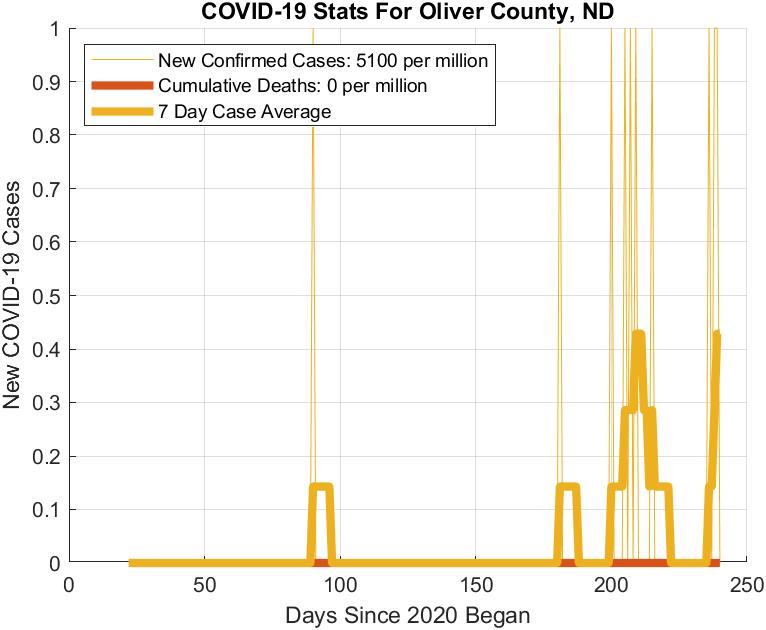 COVID-19 Stats For Oliver County, ND
New Confirmed Cases: 5100 per million
Cumulative Deaths: 0 per million
7 Day Case Average
New COVID-19 Cases
1
0.9
0.8
0.7
0.6
0.5
0.4
0.3
0.2
0.1
0
0 50 100 150 200 250
Days Since 2020 Began